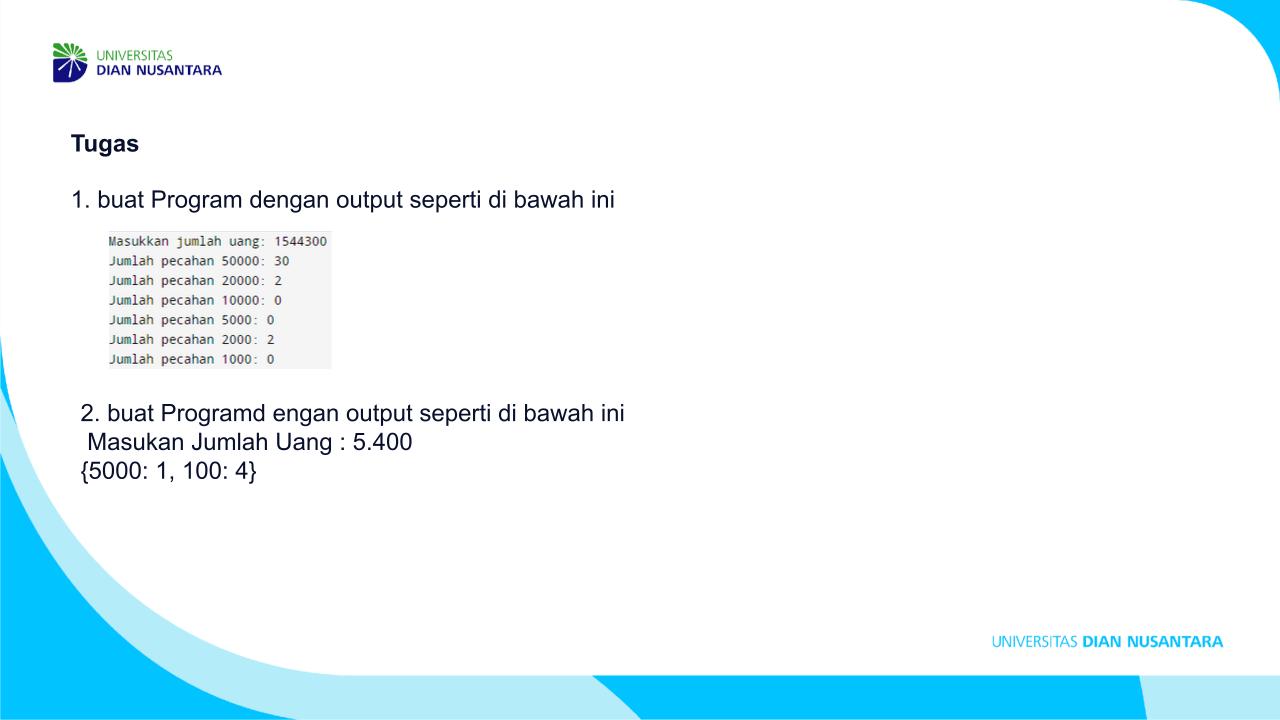 UNIVERSITAS
DIAN NUSANTARA
Tugas
1. buat Program dengan output seperti di bawah ini
Masukkan jumlah uang: 1544300
Jumlah pecahan 50000: 30
Jumlah pecahan 20000: 2
Jumlah pecahan 10000: 0
Jumlah pecahan 5000: 0
Jumlah pecahan 2000: 2
Jumlah pecahan 1000: 0
2. buat Programd engan output seperti di bawah ini
Masukan Jumlah Uang : 5.400
{5000: 1, 100: 4}
UNIVERSITAS DIAN NUSANTARA